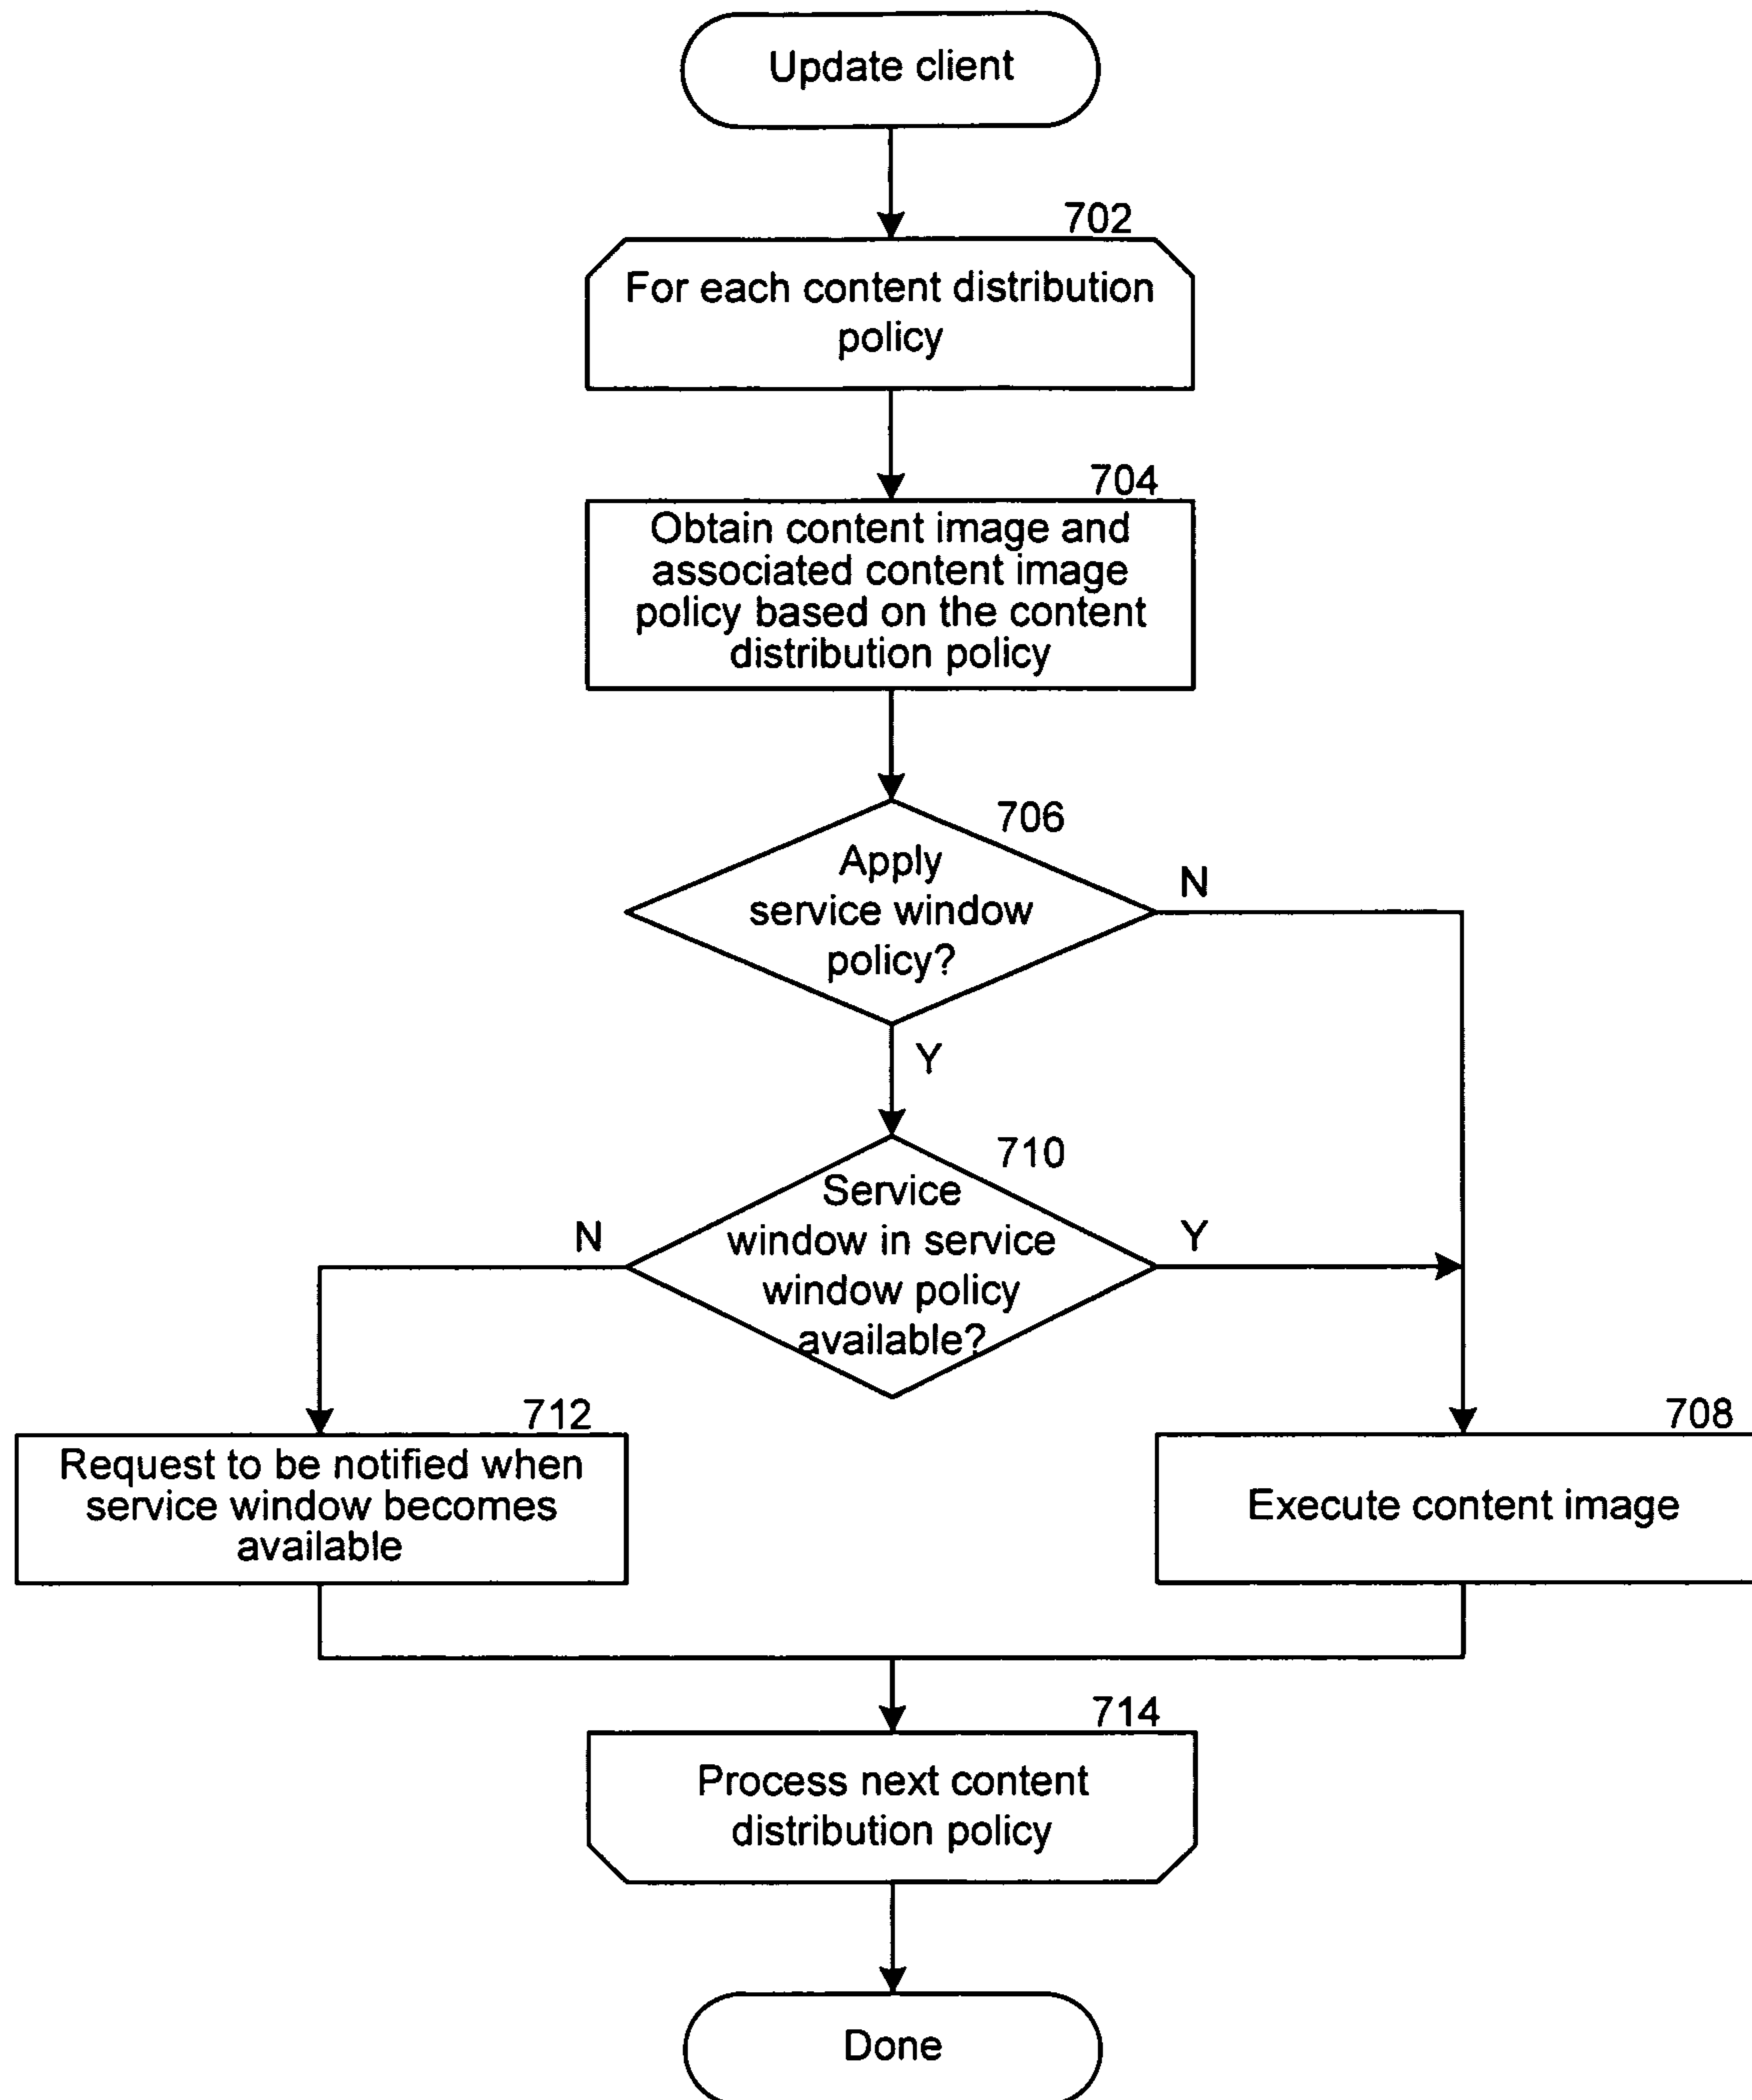 Update client
702
For each content distribution
policy
704
Obtain content image and
associated content image
policy based on the content
distribution policy
706
Apply
service window
policy?
N
Y
710
Service
window in service
window policy
available?
N
Y
712
Request to be notified when
service window becomes
available
708
Execute content image
714
Process next content
distribution policy
Done